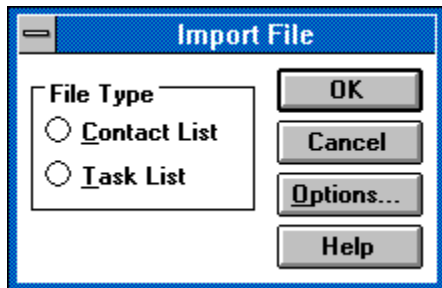 Import File
File Type
Contact List
Task List
OK
Cancel
Options...
Help